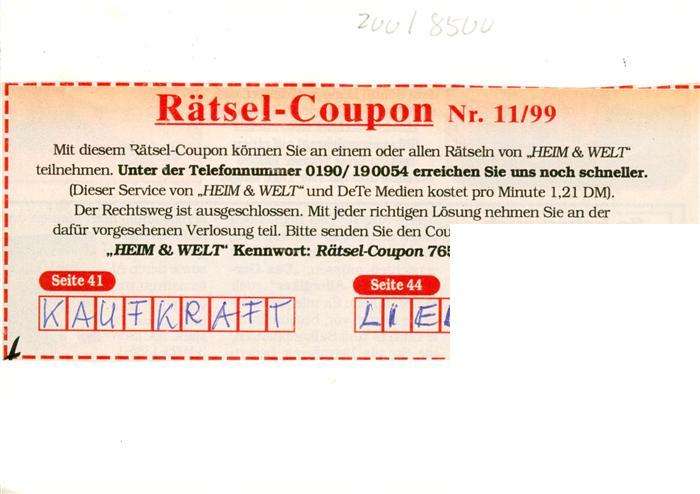 200/8500
Rätsel-Coupon Nr. 11/99
Mit diesem Rätsel-Coupon können Sie an einem oder allen Rätseln von „HEIM & WELT“
teilnehmen. Unter der Telefonnummer 0190/190054 erreichen Sie uns noch schneller.
(Dieser Service von „HEIM & WELT“ und DeTe Medien kostet pro Minute 1,21 DM).
Der Rechtsweg ist ausgeschlossen. Mit jeder richtigen Lösung nehmen Sie an der
dafür vorgesehenen Verlosung teil. Bitte senden Sie den Cou
„HEIM & WELT“ Kennwort: Rätsel-Coupon 765
Seite 41 Seite 44
KAUFKRAFT LIE